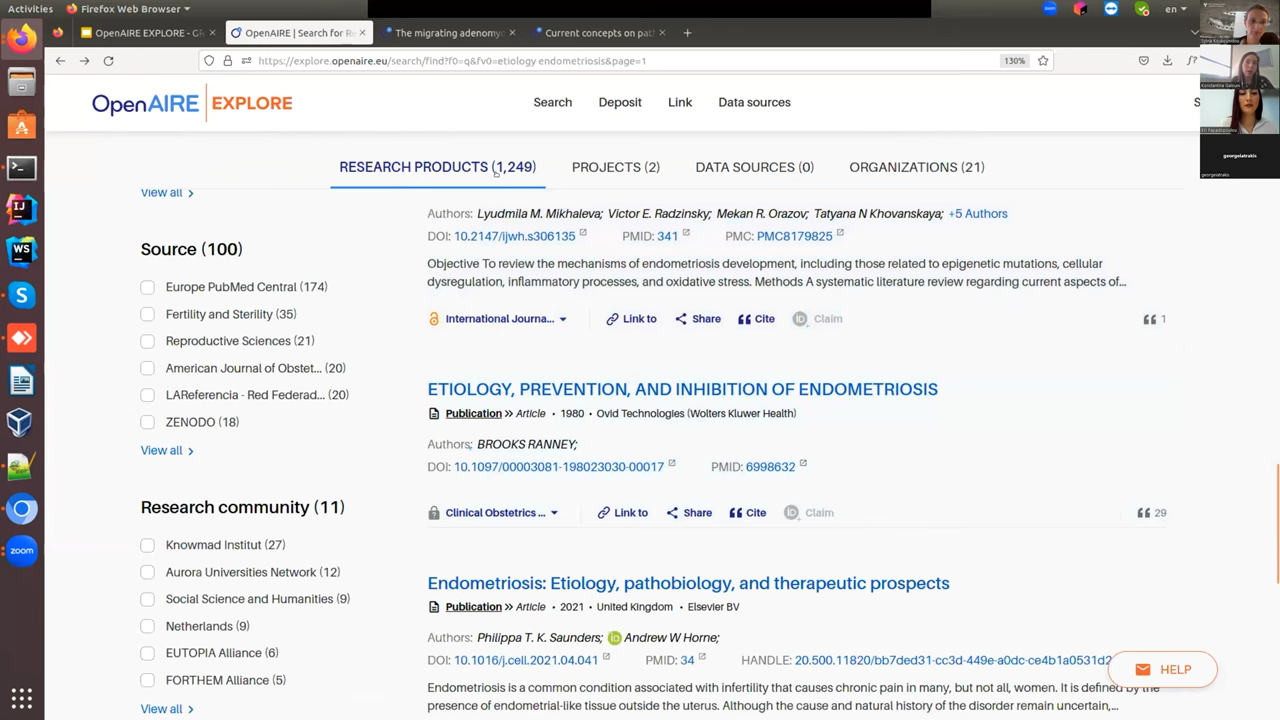 Activities
Firefox Web Browser
en
OpenAIRE EXPLORE - GR
OpenAIRE | Search for Re
The migrating adenomyo
Current concepts on pat
https://explore.openaire.eu/search/find?f0=q&fv0=etiology endometriosis&page=1
130%
OpenAIRE EXPLORE
Search
Deposit
Link
Data sources
S
RESEARCH PRODUCTS (1,249)
PROJECTS (2)
DATA SOURCES (0)
ORGANIZATIONS (21)
View all
Source (100)
Europe PubMed Central (174)
Fertility and Sterility (35)
Reproductive Sciences (21)
American Journal of Obstet... (20)
LAReferencia - Red Federad... (20)
ZENODO (18)
View all
Research community (11)
Knowmad Institut (27)
Aurora Universities Network (12)
Social Science and Humanities (9)
Netherlands (9)
EUTOPIA Alliance (6)
FORTHEM Alliance (5)
View all
Authors: Lyudmila M. Mikhaleva; Victor E. Radzinsky; Mekan R. Orazov; Tatyana N Khovanskaya; +5 Authors
DOI: 10.2147/ijwh.s306135 PMID: 341 PMC: PMC8179825
Objective To review the mechanisms of endometriosis development, including those related to epigenetic mutations, cellular
dysregulation, inflammatory processes, and oxidative stress. Methods A systematic literature review regarding current aspects of...
International Journa... Link to Share Cite Claim 1
ETIOLOGY, PREVENTION, AND INHIBITION OF ENDOMETRIOSIS
Publication » Article • 1980 • Ovid Technologies (Wolters Kluwer Health)
Authors: BROOKS RANNEY;
DOI: 10.1097/00003081-198023030-00017 PMID: 6998632
Clinical Obstetrics ... Link to Share Cite Claim 29
Endometriosis: Etiology, pathobiology, and therapeutic prospects
Publication » Article • 2021 • United Kingdom • Elsevier BV
Authors: Philippa T. K. Saunders; Andrew W Horne;
DOI: 10.1016/j.cell.2021.04.041 PMID: 34 HANDLE: 20.500.11820/bb7ded31-cc3d-449e-a0dc-ce4b1a0531d2
Endometriosis is a common condition associated with infertility that causes chronic pain in many, but not all, women. It is defined by the
presence of endometrial-like tissue outside the uterus. Although the cause and natural history of the disorder remain uncertain,...
HELP
georgeiatrakis
georgeiatrakis
zoom